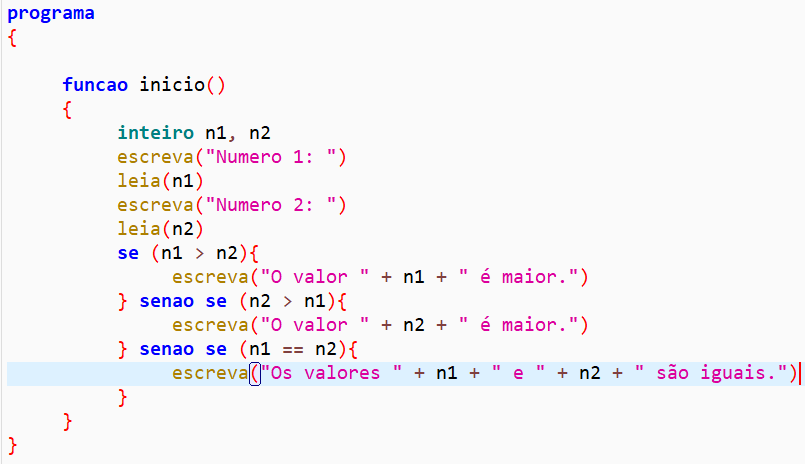 programa
{
funcao inicio()
{
inteiro n1, n2
escreva("Numero 1: ")
leia(n1)
escreva("Numero 2: ")
leia(n2)
se (n1 > n2){
escreva("O valor " + n1 + " é maior.")
} senao se (n2 > n1){
escreva("O valor " + n2 + " é maior.")
} senao se (n1 == n2){
escreva("Os valores " + n1 + " e " + n2 + " são iguais.")
}
}
}